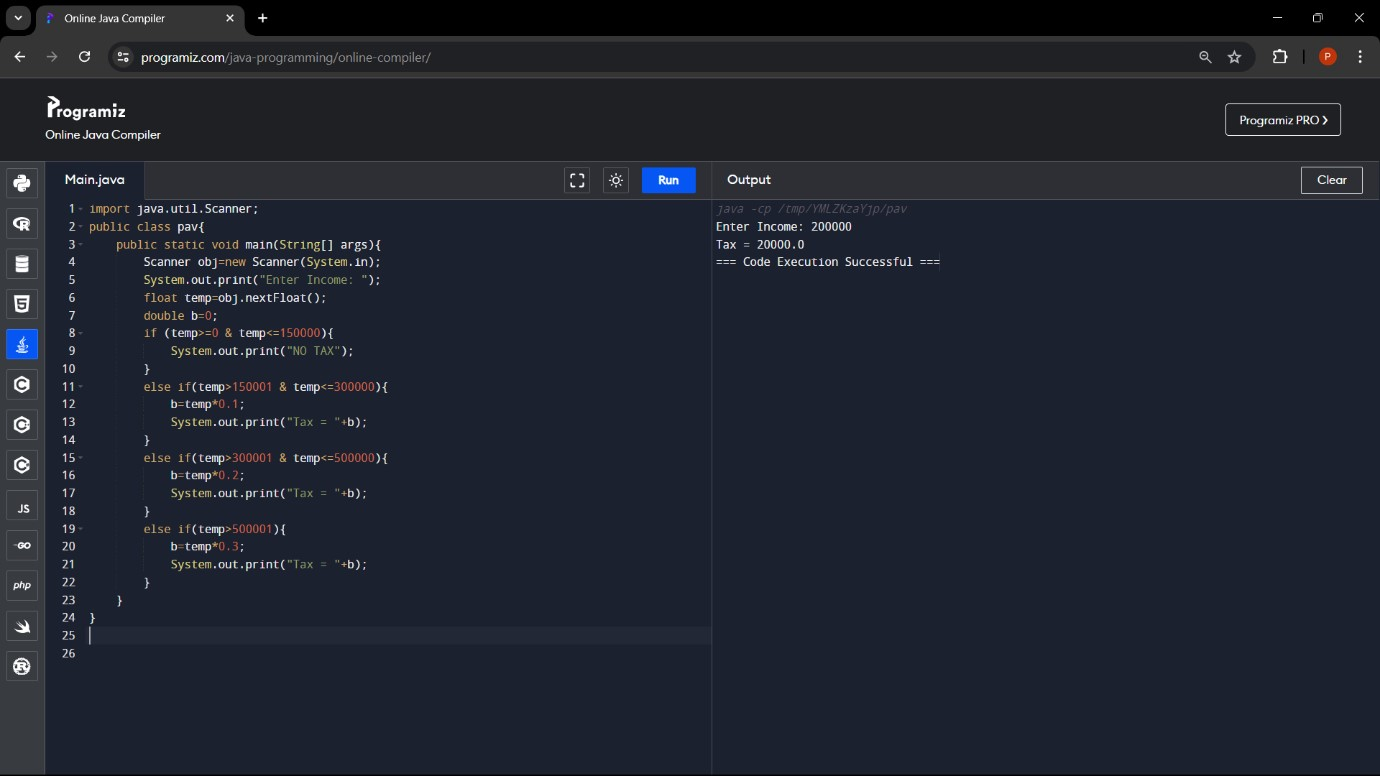 Online Java Compiler
programiz.com/java-programming/online-compiler/
P
Programiz
Online Java Compiler
Programiz PRO ›
Main.java
Run
Output
Clear
1 import java.util.Scanner;
2 public class pav{
3 public static void main(String[] args){
4 Scanner obj=new Scanner(System.in);
5 System.out.print("Enter Income: ");
6 float temp=obj.nextFloat();
7 double b=0;
8 if (temp>=0 & temp<=150000){
9 System.out.print("NO TAX");
10 }
11 else if(temp>150001 & temp<=300000){
12 b=temp*0.1;
13 System.out.print("Tax = "+b);
14 }
15 else if(temp>300001 & temp<=500000){
16 b=temp*0.2;
17 System.out.print("Tax = "+b);
18 }
19 else if(temp>500001){
20 b=temp*0.3;
21 System.out.print("Tax = "+b);
22 }
23 }
24 }
25
26
java -cp /tmp/YMLZKzaYjp/pav
Enter Income: 200000
Tax = 20000.0
=== Code Execution Successful ===
JS
GO
php